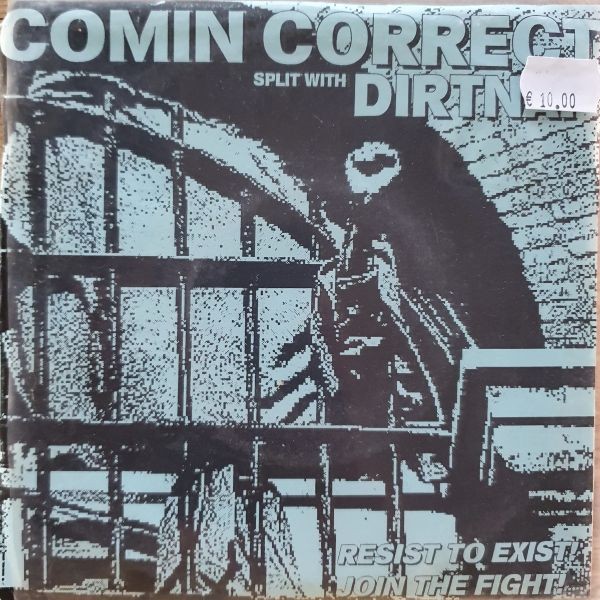 COMIN CORRECT
SPLIT WITH
DIRTNA
€ 10.00
RESIST TO EXIST!
JOIN THE FIGHT!